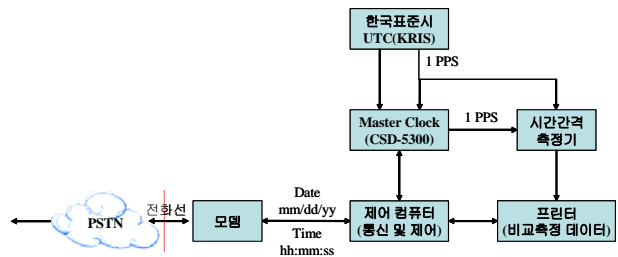 한국표준시
UTC(KRIS)
1 PPS
Master Clock
(CSD-5300)
1 PPS
시간간격
측정기
PSTN
전화선
모뎀
Date
mm/dd/yy
Time
hh:mm:ss
제어 컴퓨터
(통신 및 제어)
프린터
(비교측정 데이터)